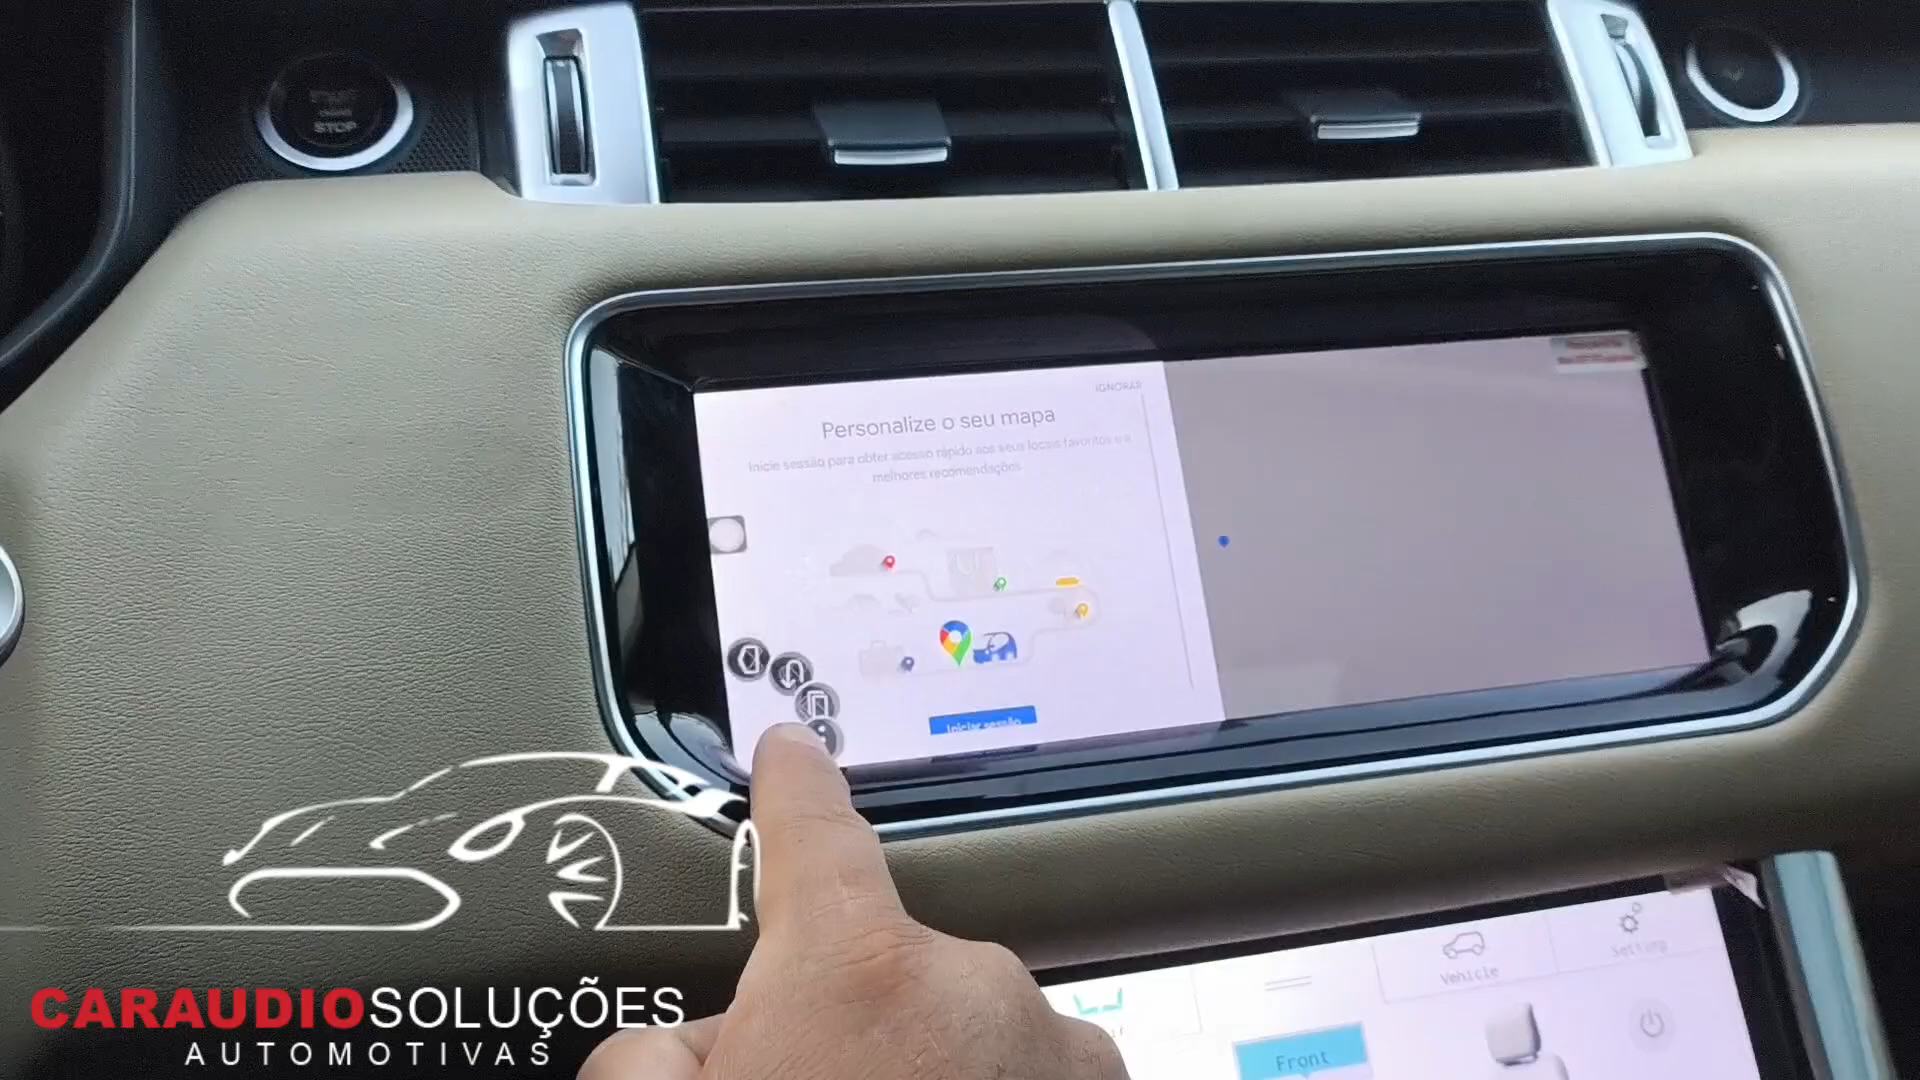 START
STOP
IGNORAR
Personalize o seu mapa
Inicie sessão para obter acesso rápido aos seus locais favoritos e a
melhores recomendações
Iniciar sessão
CARAUDIOSOLUÇÕES
AUTOMOTIVAS
Vehicle
Setting
Front